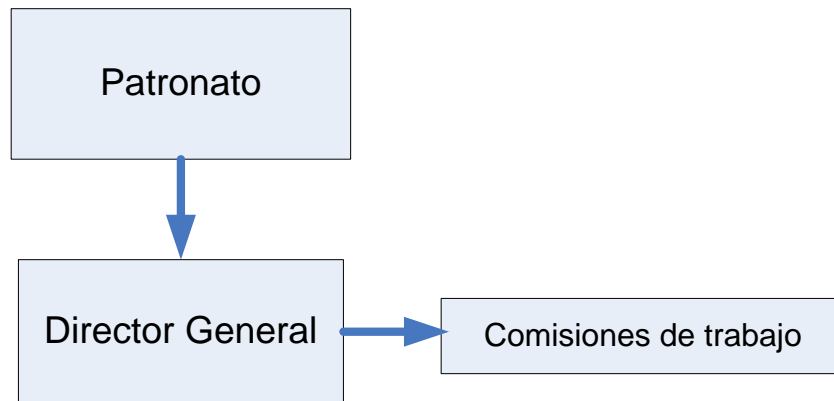 Patronato
Director General
Comisiones de trabajo